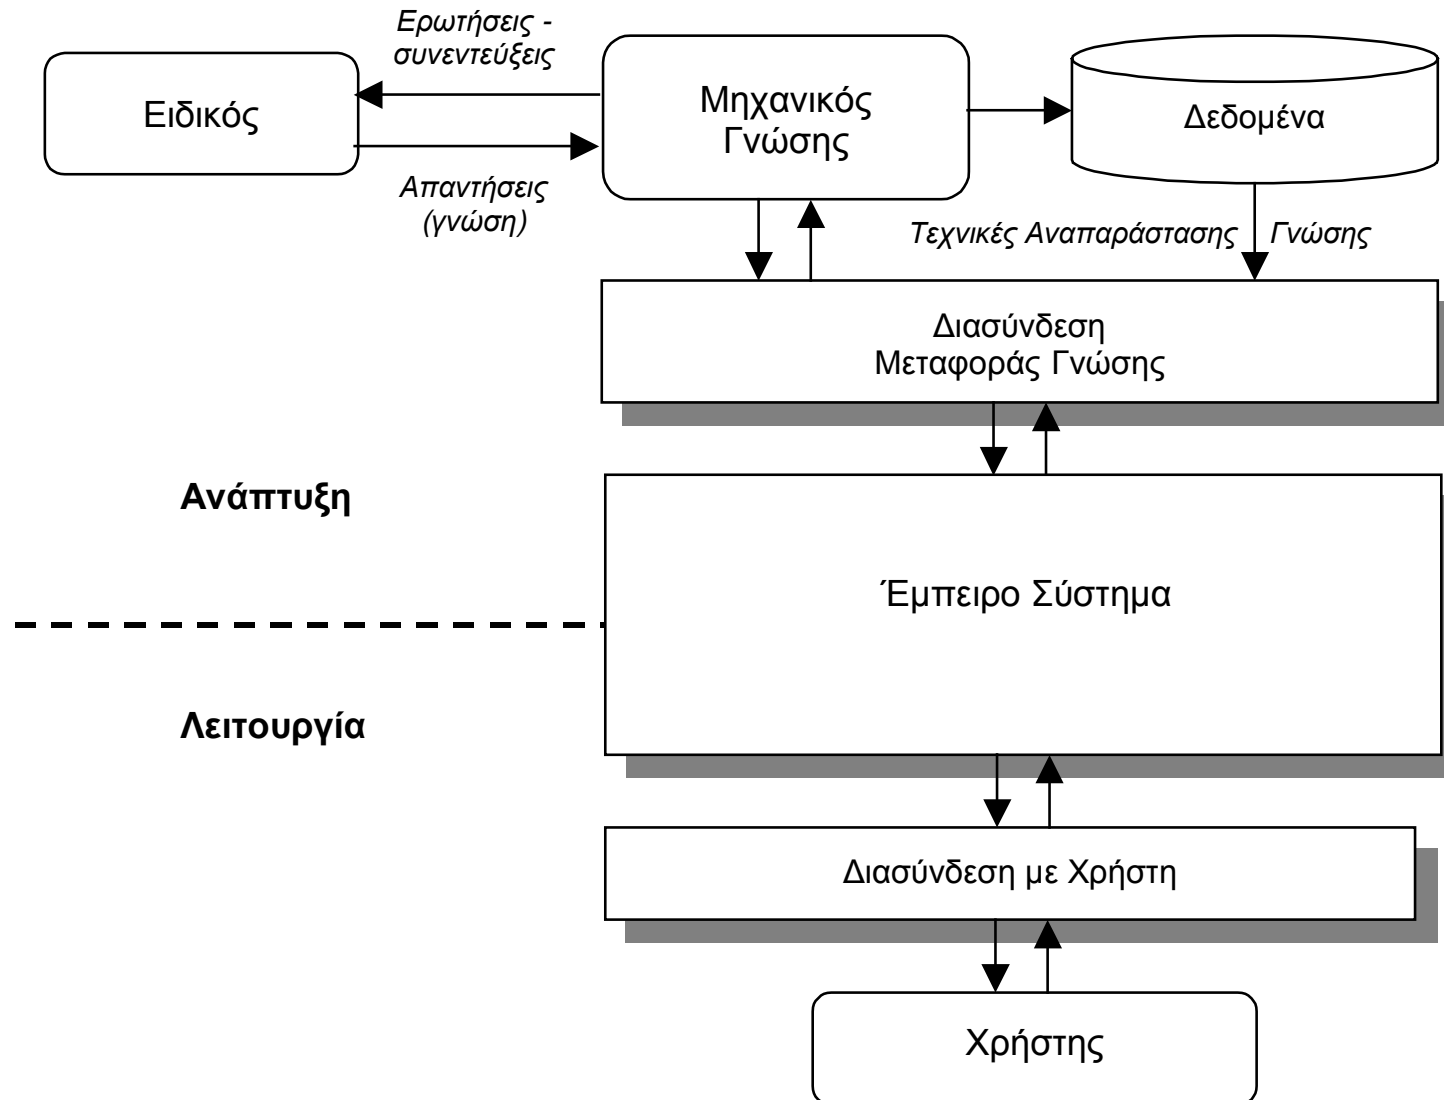 Ερωτήσεις -
συνεντεύξεις
Ειδικός
Μηχανικός
Γνώσης
Δεδομένα
Απαντήσεις
(γνώση)
Τεχνικές Αναπαράστασης Γνώσης
Διασύνδεση
Μεταφοράς Γνώσης
Ανάπτυξη
Έμπειρο Σύστημα
Λειτουργία
Διασύνδεση με Χρήστη
Χρήστης